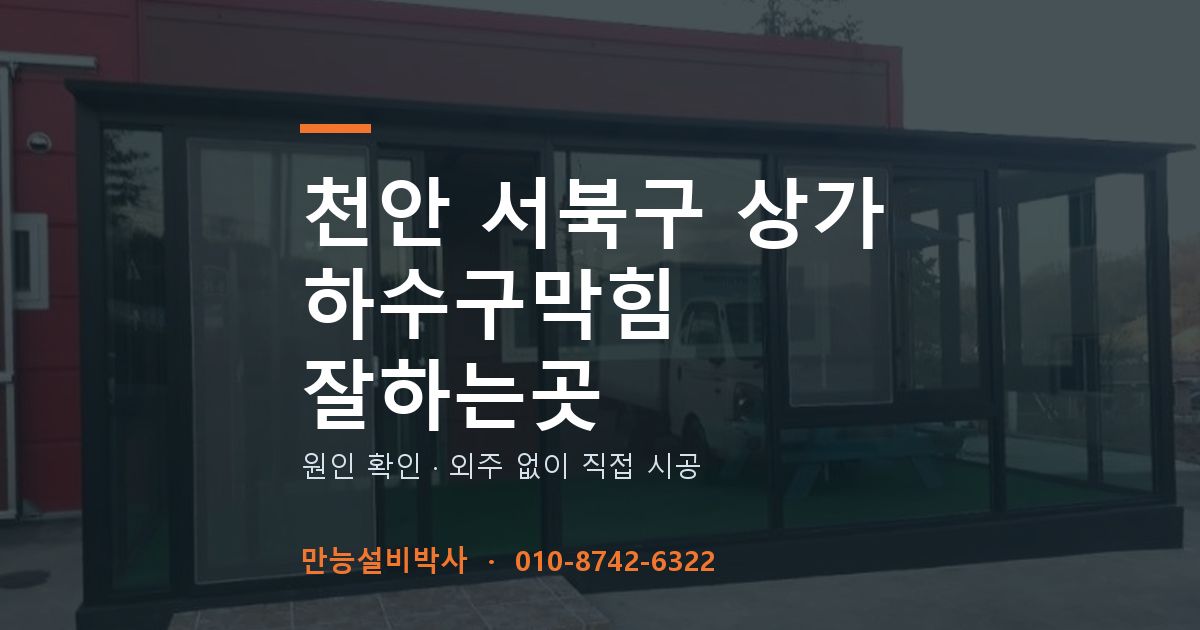 천안 서북구 상가
하수구막힘
잘하는곳
원인 확인 · 외주 없이 직접 시공
만능설비박사 · 010-8742-6322